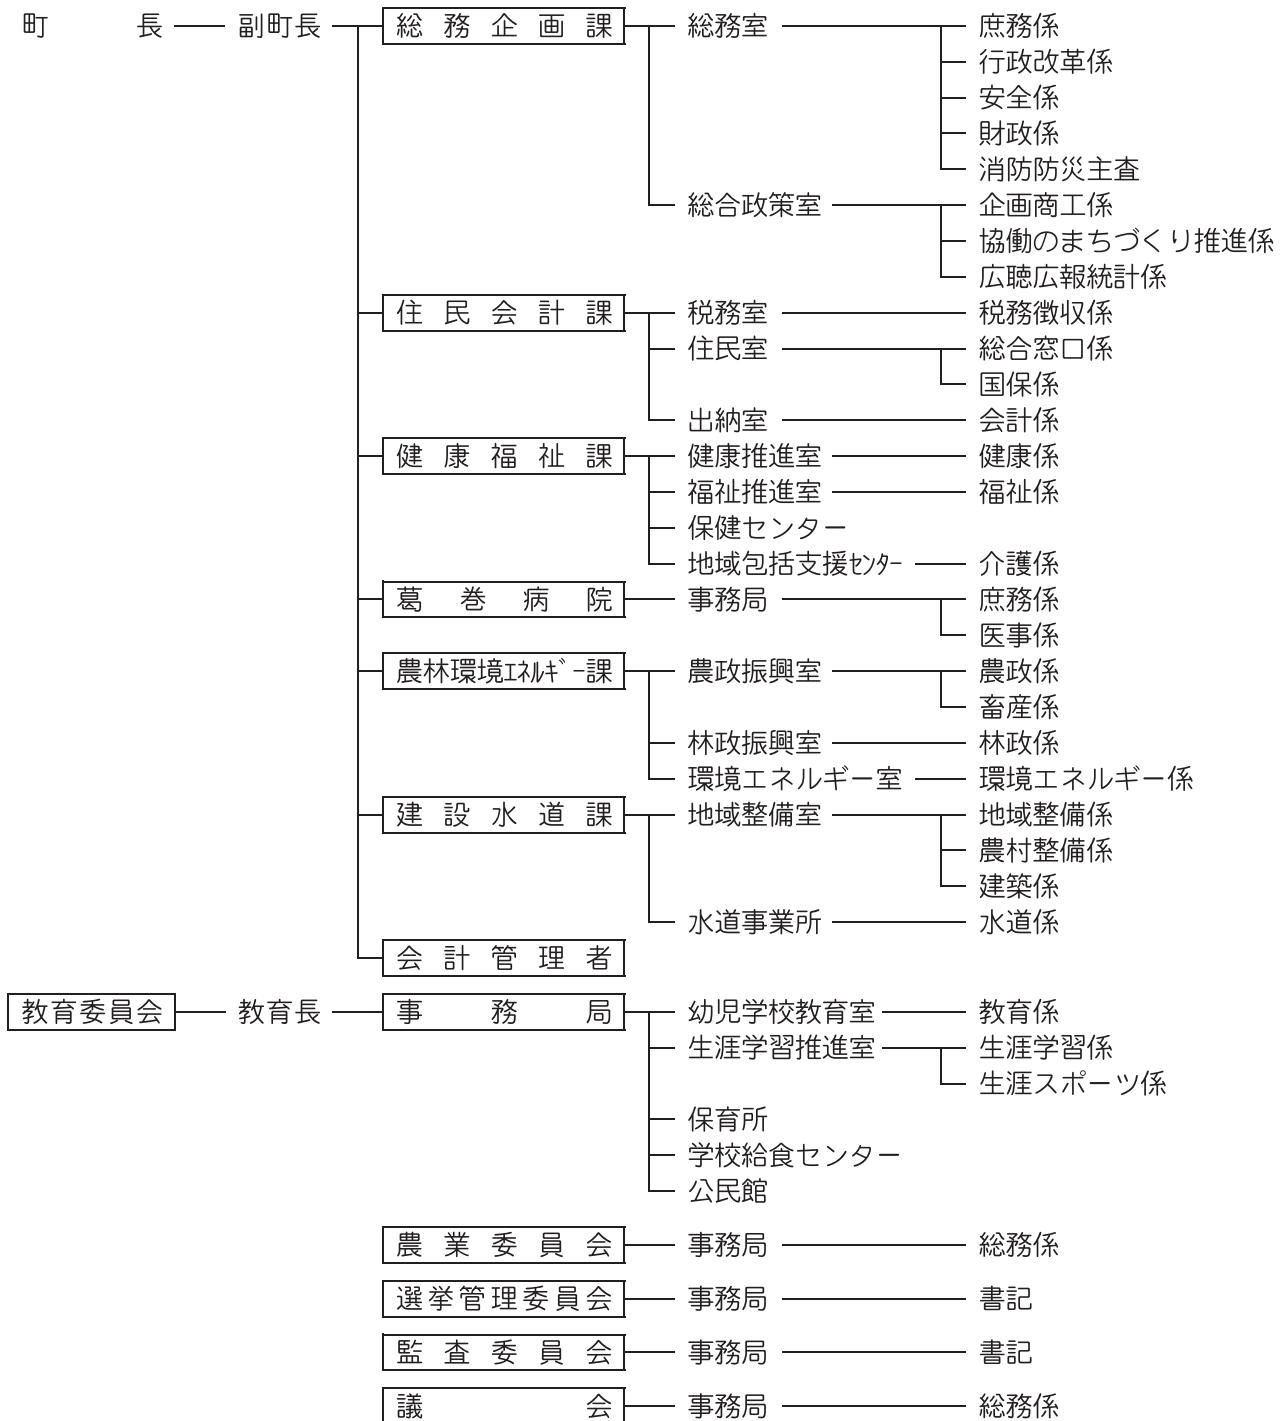 町長 副町長 総務企画課 総務室 庶務係
行政改革係
安全係
財政係
消防防災主査
総合政策室 企画商工係
協働のまちづくり推進係
広聴広報統計係
住民会計課 税務室 税務徴収係
住民室 総合窓口係
国保係
出納室 会計係
健康福祉課 健康推進室 健康係
福祉推進室 福祉係
保健センター
地域包括支援ｾﾝﾀｰ 介護係
葛巻病院 事務局 庶務係
医事係
農林環境ｴﾈﾙｷﾞｰ課 農政振興室 農政係
畜産係
林政振興室 林政係
環境エネルギー室 環境エネルギー係
建設水道課 地域整備室 地域整備係
農村整備係
建築係
水道事業所 水道係
会計管理者
教育委員会 教育長 事務局 幼児学校教育室 教育係
生涯学習推進室 生涯学習係
生涯スポーツ係
保育所
学校給食センター
公民館
農業委員会 事務局 総務係
選挙管理委員会 事務局 書記
監査委員会 事務局 書記
議会 事務局 総務係